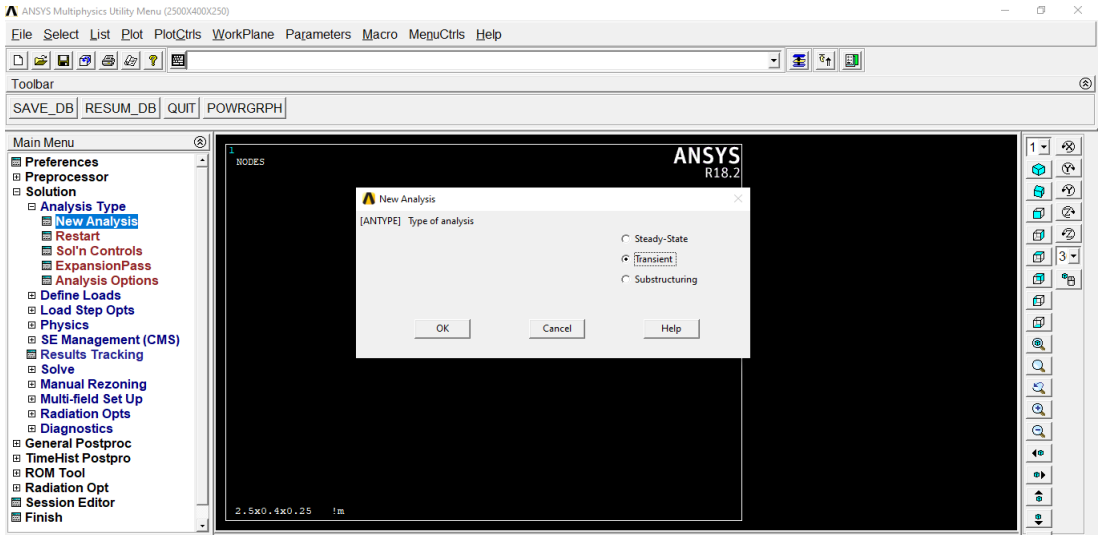 ANSYS Multiphysics Utility Menu (2500X400X250)
File Select List Plot PlotCtrls WorkPlane Parameters Macro MenuCtrls Help
Toolbar
SAVE_DB RESUM_DB QUIT POWRGRPH
Main Menu
Preferences
Preprocessor
Solution
Analysis Type
New Analysis
Restart
Sol'n Controls
ExpansionPass
Analysis Options
Define Loads
Load Step Opts
Physics
SE Management (CMS)
Results Tracking
Solve
Manual Rezoning
Multi-field Set Up
Radiation Opts
Diagnostics
General Postproc
TimeHist Postpro
ROM Tool
Radiation Opt
Session Editor
Finish
1
NODES
ANSYS
R18.2
New Analysis
[ANTYPE] Type of analysis
Steady-State
Transient
Substructuring
OK Cancel Help
2.5x0.4x0.25 !m
1
X
Y
Y
Z
Z
3